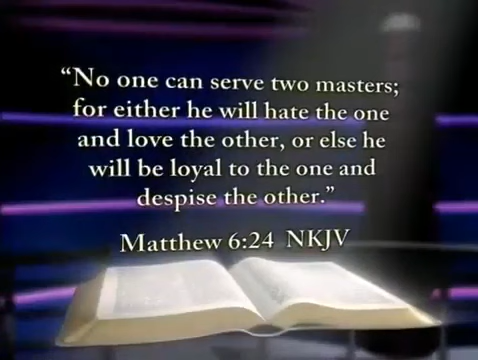 “No one can serve two masters;
for either he will hate the one
and love the other, or else he
will be loyal to the one and
despise the other.”
Matthew 6:24 NKJV